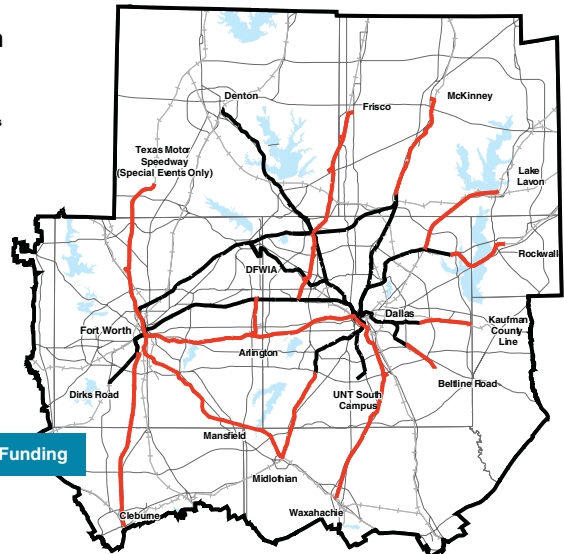 Denton
Frisco
McKinney
Texas Motor
Speedway
(Special Events Only)
Lake
Lavon
Rockwall
DFWIA
Dallas
Fort Worth
Kaufman
County
Line
Arlington
Beltline Road
Dirks Road
UNT South
Campus
Mansfield
Funding
Midlothian
Waxahachie
Cleburne